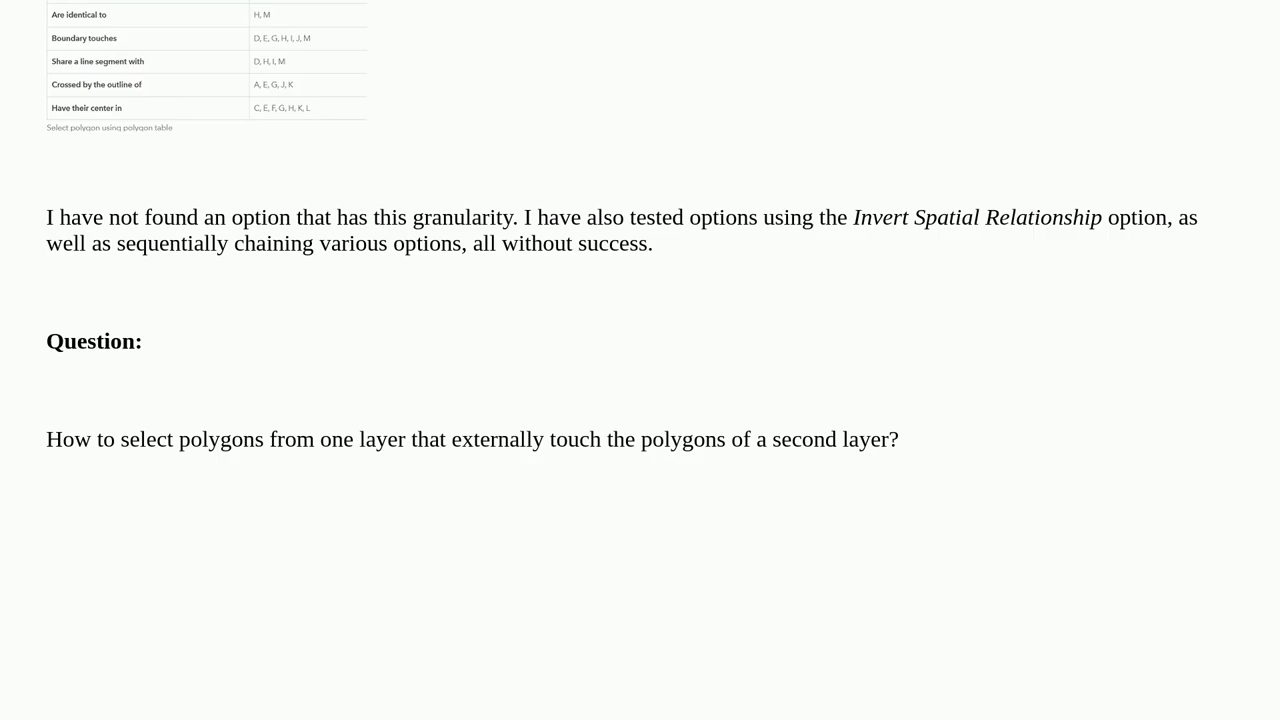 Are identical to H, M
Boundary touches D, E, G, H, I, J, M
Share a line segment with D, H, I, M
Crossed by the outline of A, E, G, J, K
Have their center in C, E, F, G, H, K, L
Select polygon using polygon table
I have not found an option that has this granularity. I have also tested options using the Invert Spatial Relationship option, as
well as sequentially chaining various options, all without success.
Question:
How to select polygons from one layer that externally touch the polygons of a second layer?